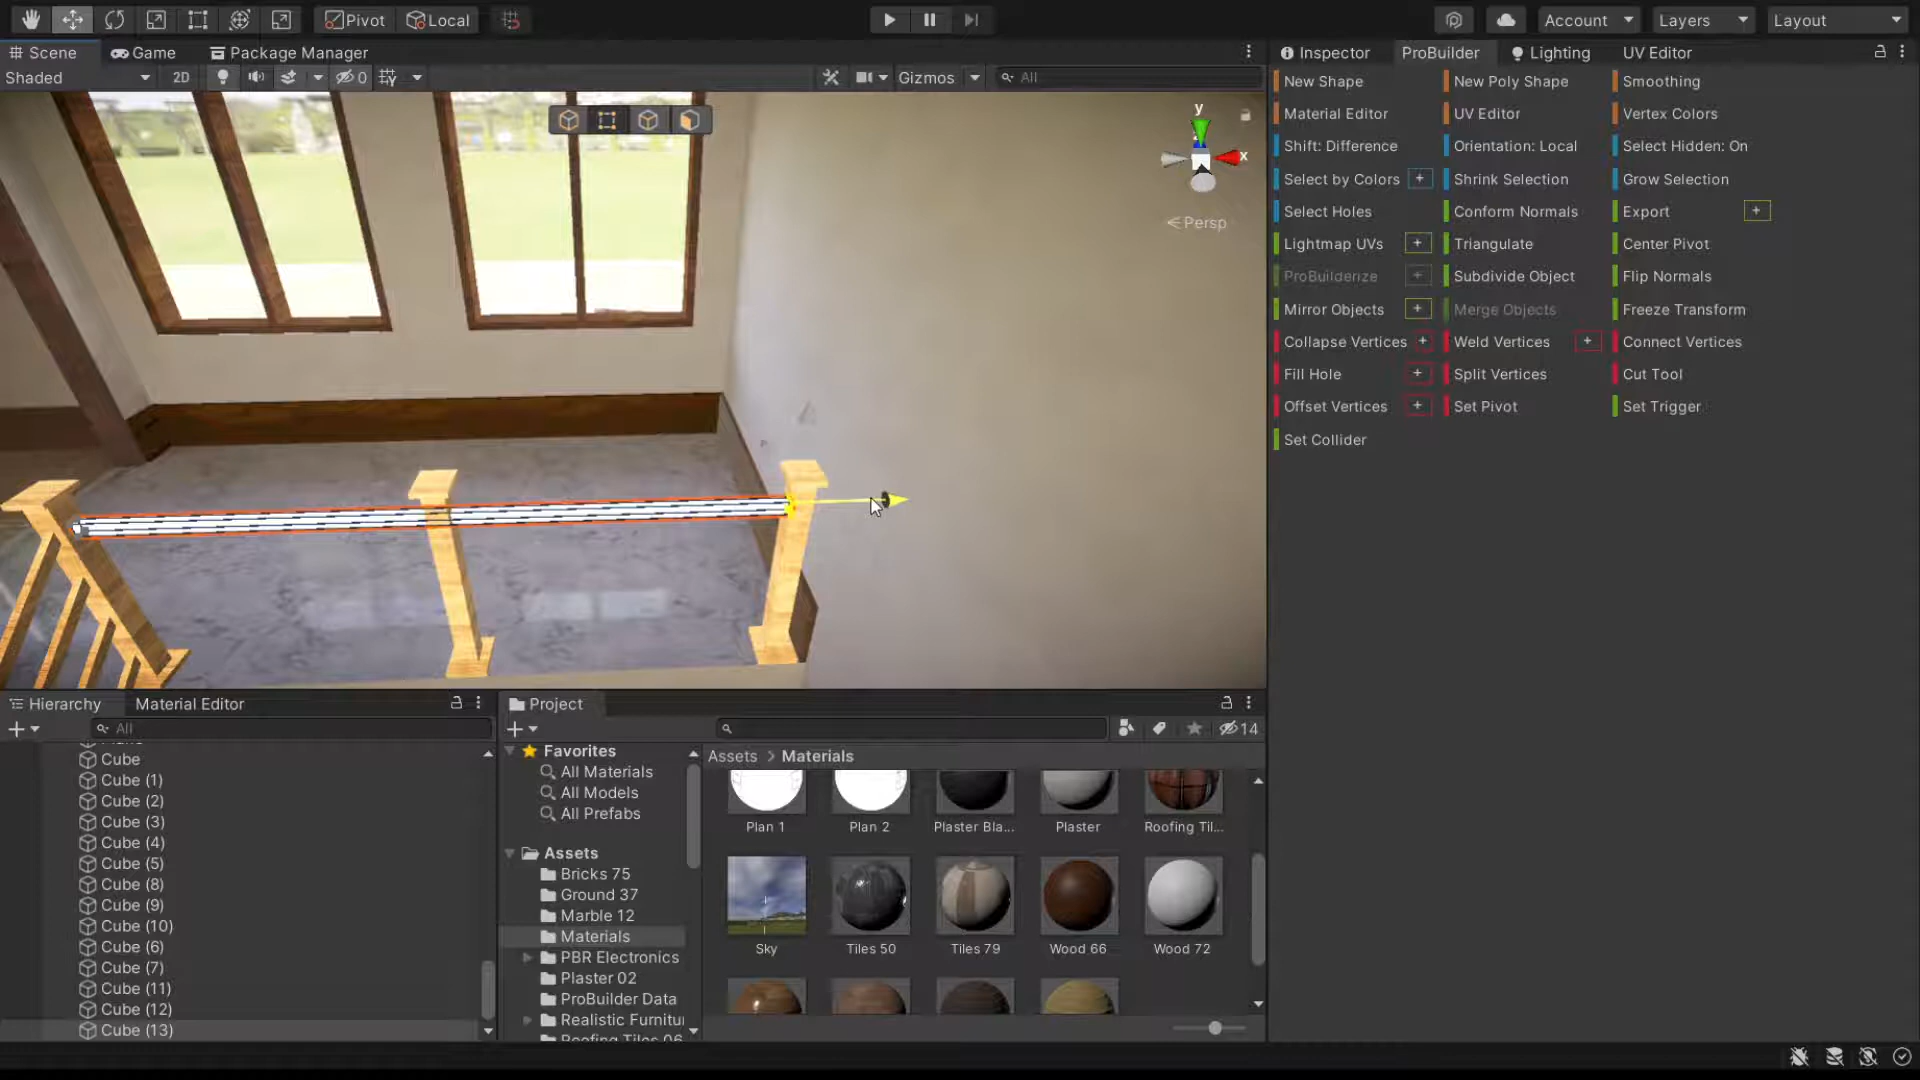 Pivot Local Account Layers Layout
Scene Game Package Manager
Shaded 2D 0 Gizmos All
y
x
Persp
Inspector ProBuilder Lighting UV Editor
New Shape New Poly Shape Smoothing
Material Editor UV Editor Vertex Colors
Shift: Difference Orientation: Local Select Hidden: On
Select by Colors + Shrink Selection Grow Selection
Select Holes Conform Normals Export +
Lightmap UVs + Triangulate Center Pivot
ProBuilderize + Subdivide Object Flip Normals
Mirror Objects + Merge Objects Freeze Transform
Collapse Vertices + Weld Vertices + Connect Vertices
Fill Hole + Split Vertices Cut Tool
Offset Vertices + Set Pivot Set Trigger
Set Collider
Hierarchy Material Editor
+ All
Cube
Cube (1)
Cube (2)
Cube (3)
Cube (4)
Cube (5)
Cube (8)
Cube (9)
Cube (10)
Cube (6)
Cube (7)
Cube (11)
Cube (12)
Cube (13)
Project
+ 14
Favorites
All Materials
All Models
All Prefabs
Assets
Bricks 75
Ground 37
Marble 12
Materials
PBR Electronics
Plaster 02
ProBuilder Data
Realistic Furnitu
Roofing Tiles 06
Assets > Materials
Plan 1 Plan 2 Plaster Bla... Plaster Roofing Til...
Sky Tiles 50 Tiles 79 Wood 66 Wood 72